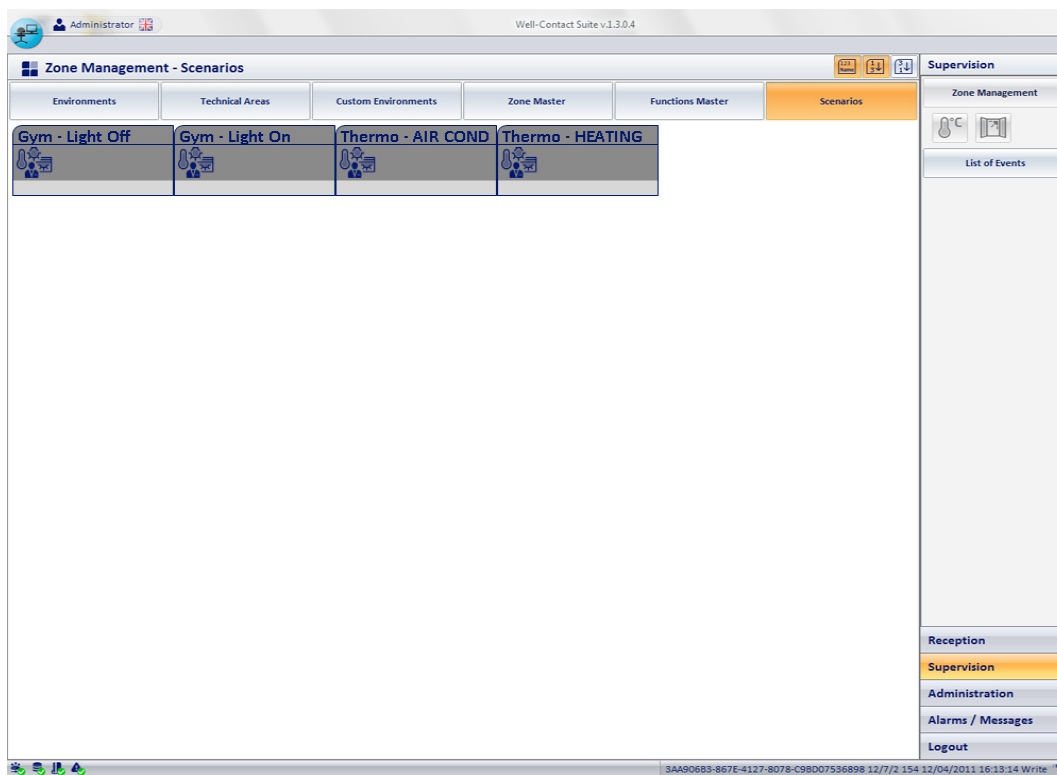 Administrator
Well-Contact Suite v.1.3.0.4
Zone Management - Scenarios
Supervision
Environments
Technical Areas
Custom Environments
Zone Master
Functions Master
Scenarios
Zone Management
°C
List of Events
Gym - Light Off
Gym - Light On
Thermo - AIR COND
Thermo - HEATING
Reception
Supervision
Administration
Alarms / Messages
Logout
3AA906B3-867E-4127-8078-C9BD07536898 12/7/2 154 12/04/2011 16:13:14 Write